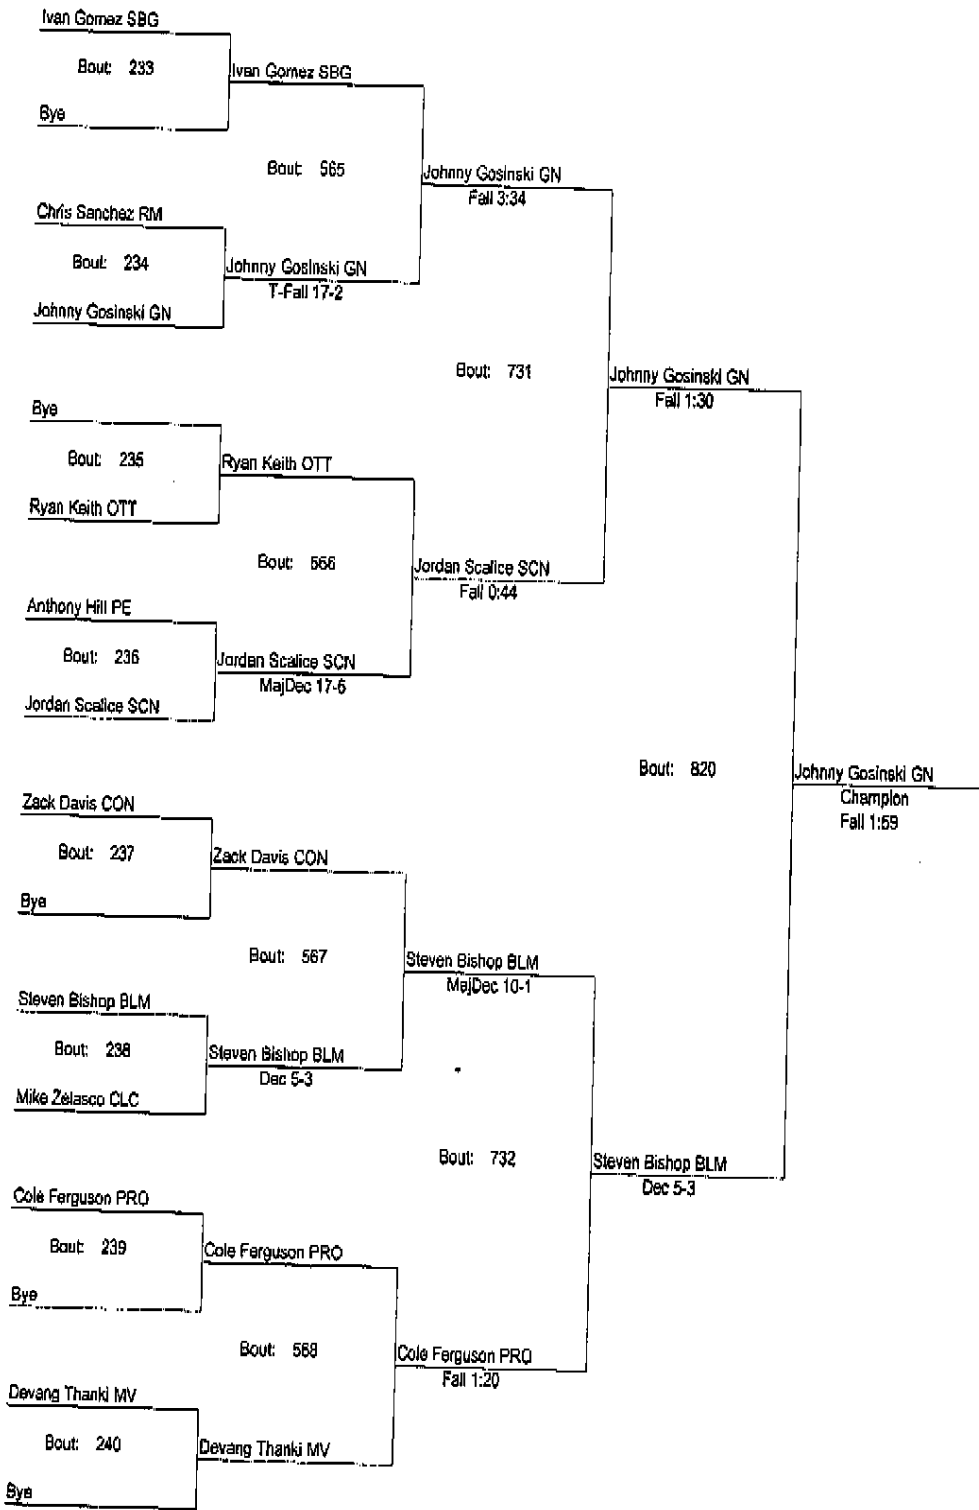 Ivan Gomez SBG
Bout: 233
Bye
Ivan Gomez SBG
Bout: 565
Chris Sanchez RM
Bout: 234
Johnny Gosinski GN
Johnny Gosinski GN
T-Fall 17-2
Johnny Gosinski GN
Fall 3:34
Bout: 731
Bye
Bout: 235
Ryan Keith OTT
Ryan Keith OTT
Bout: 566
Anthony Hill PE
Bout: 236
Jordan Scalice SCN
Jordan Scalice SCN
MajDec 17-6
Jordan Scalice SCN
Fall 0:44
Johnny Gosinski GN
Fall 1:30
Bout: 820
Johnny Gosinski GN
Champion
Fall 1:59
Zack Davis CON
Bout: 237
Bye
Zack Davis CON
Bout: 567
Steven Bishop BLM
Bout: 238
Mike Zelasco CLC
Steven Bishop BLM
Dec 5-3
Steven Bishop BLM
MajDec 10-1
Bout: 732
Cole Ferguson PRO
Bout: 239
Bye
Cole Ferguson PRO
Bout: 568
Devang Thanki MV
Bout: 240
Bye
Devang Thanki MV
Cole Ferguson PRO
Fall 1:20
Steven Bishop BLM
Dec 5-3